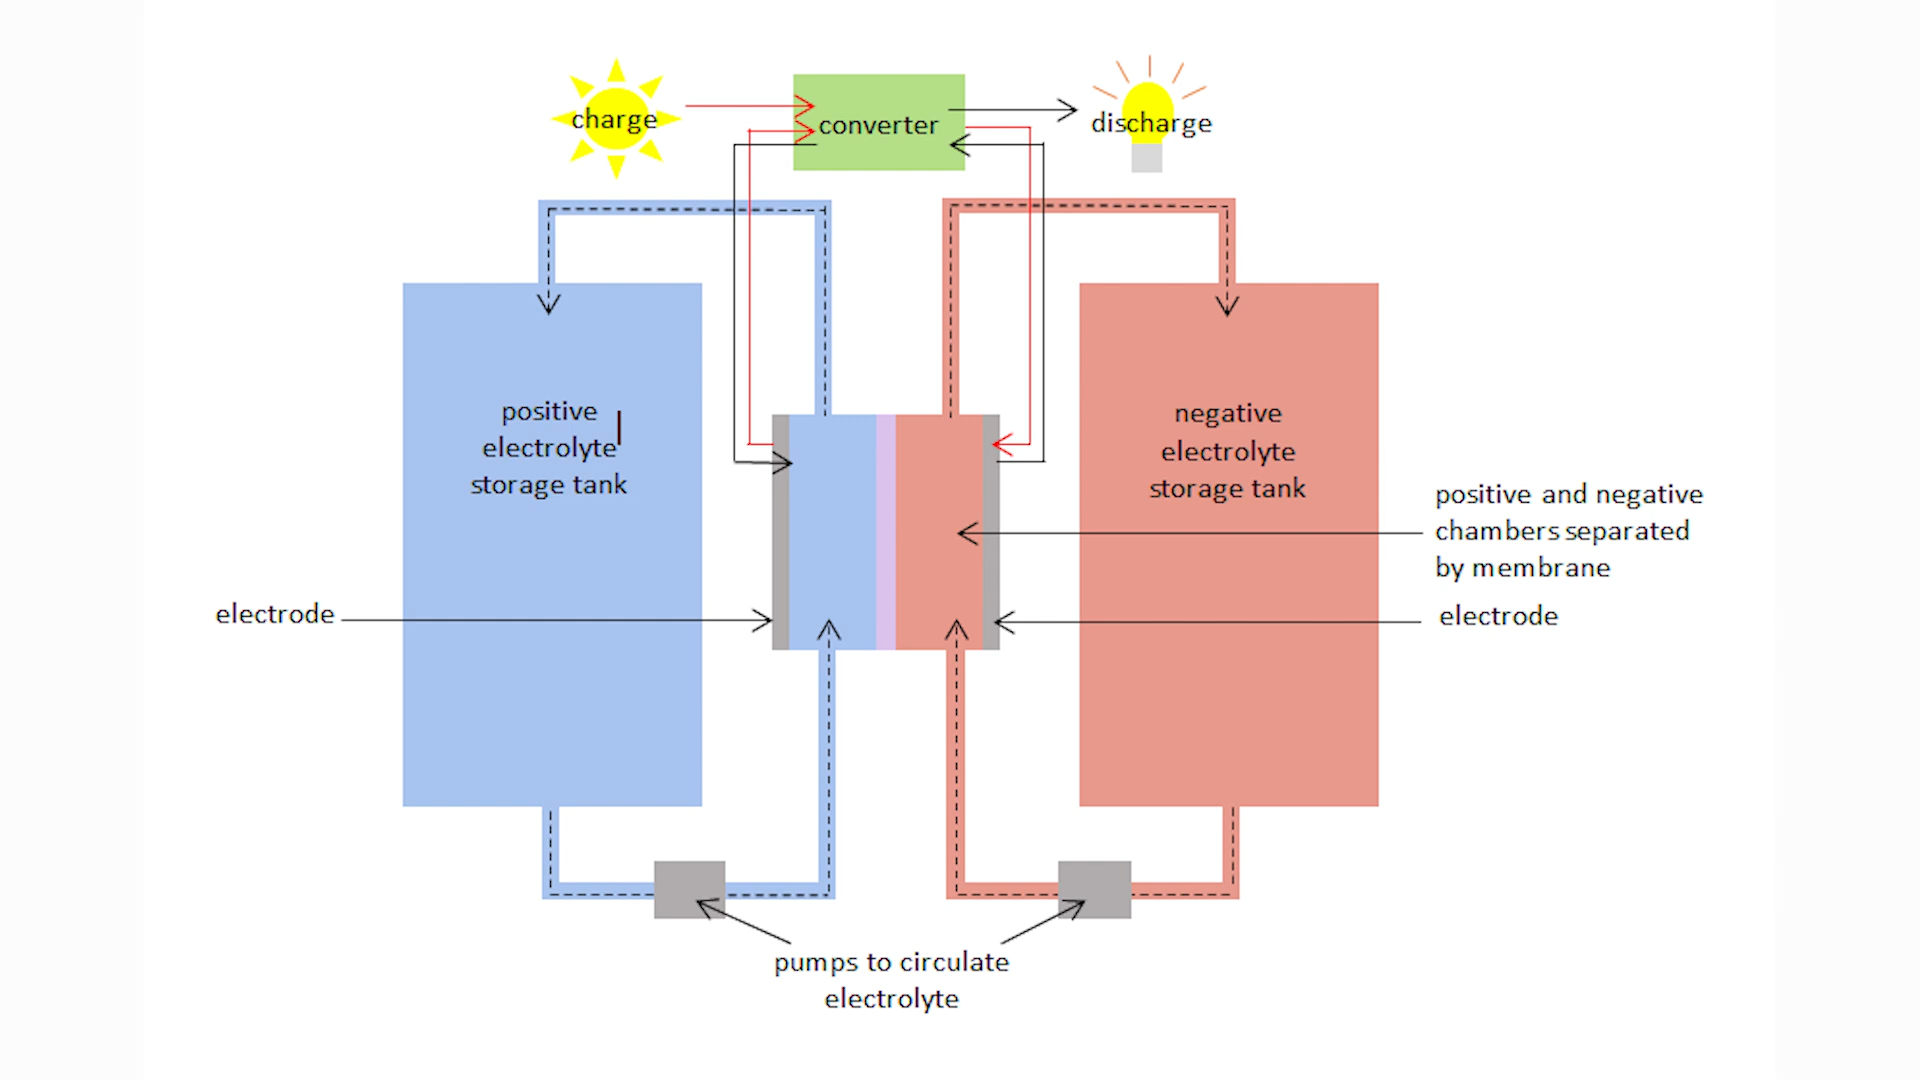 charge
converter
discharge
positive
electrolyte
storage tank
negative
electrolyte
storage tank
positive and negative
chambers separated
by membrane
electrode
electrode
pumps to circulate
electrolyte